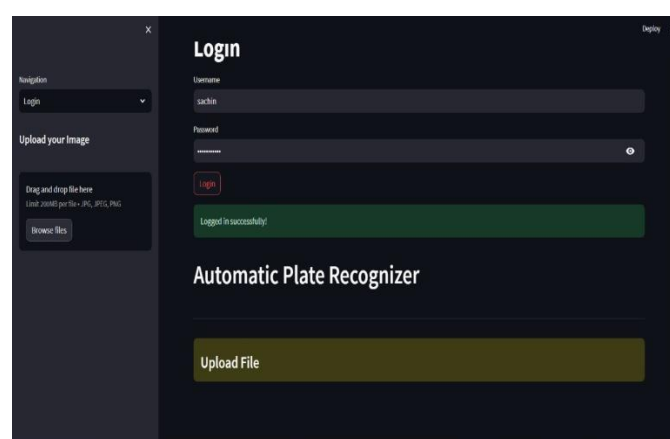 X
Navigation
Login
Upload your Image
Drag and drop file here
Limit 200MB per file • JPG, JPEG, PNG
Browse files
Deploy
Login
Username
sachin
Password
•••••••••••
Login
Logged in successfully!
Automatic Plate Recognizer
Upload File